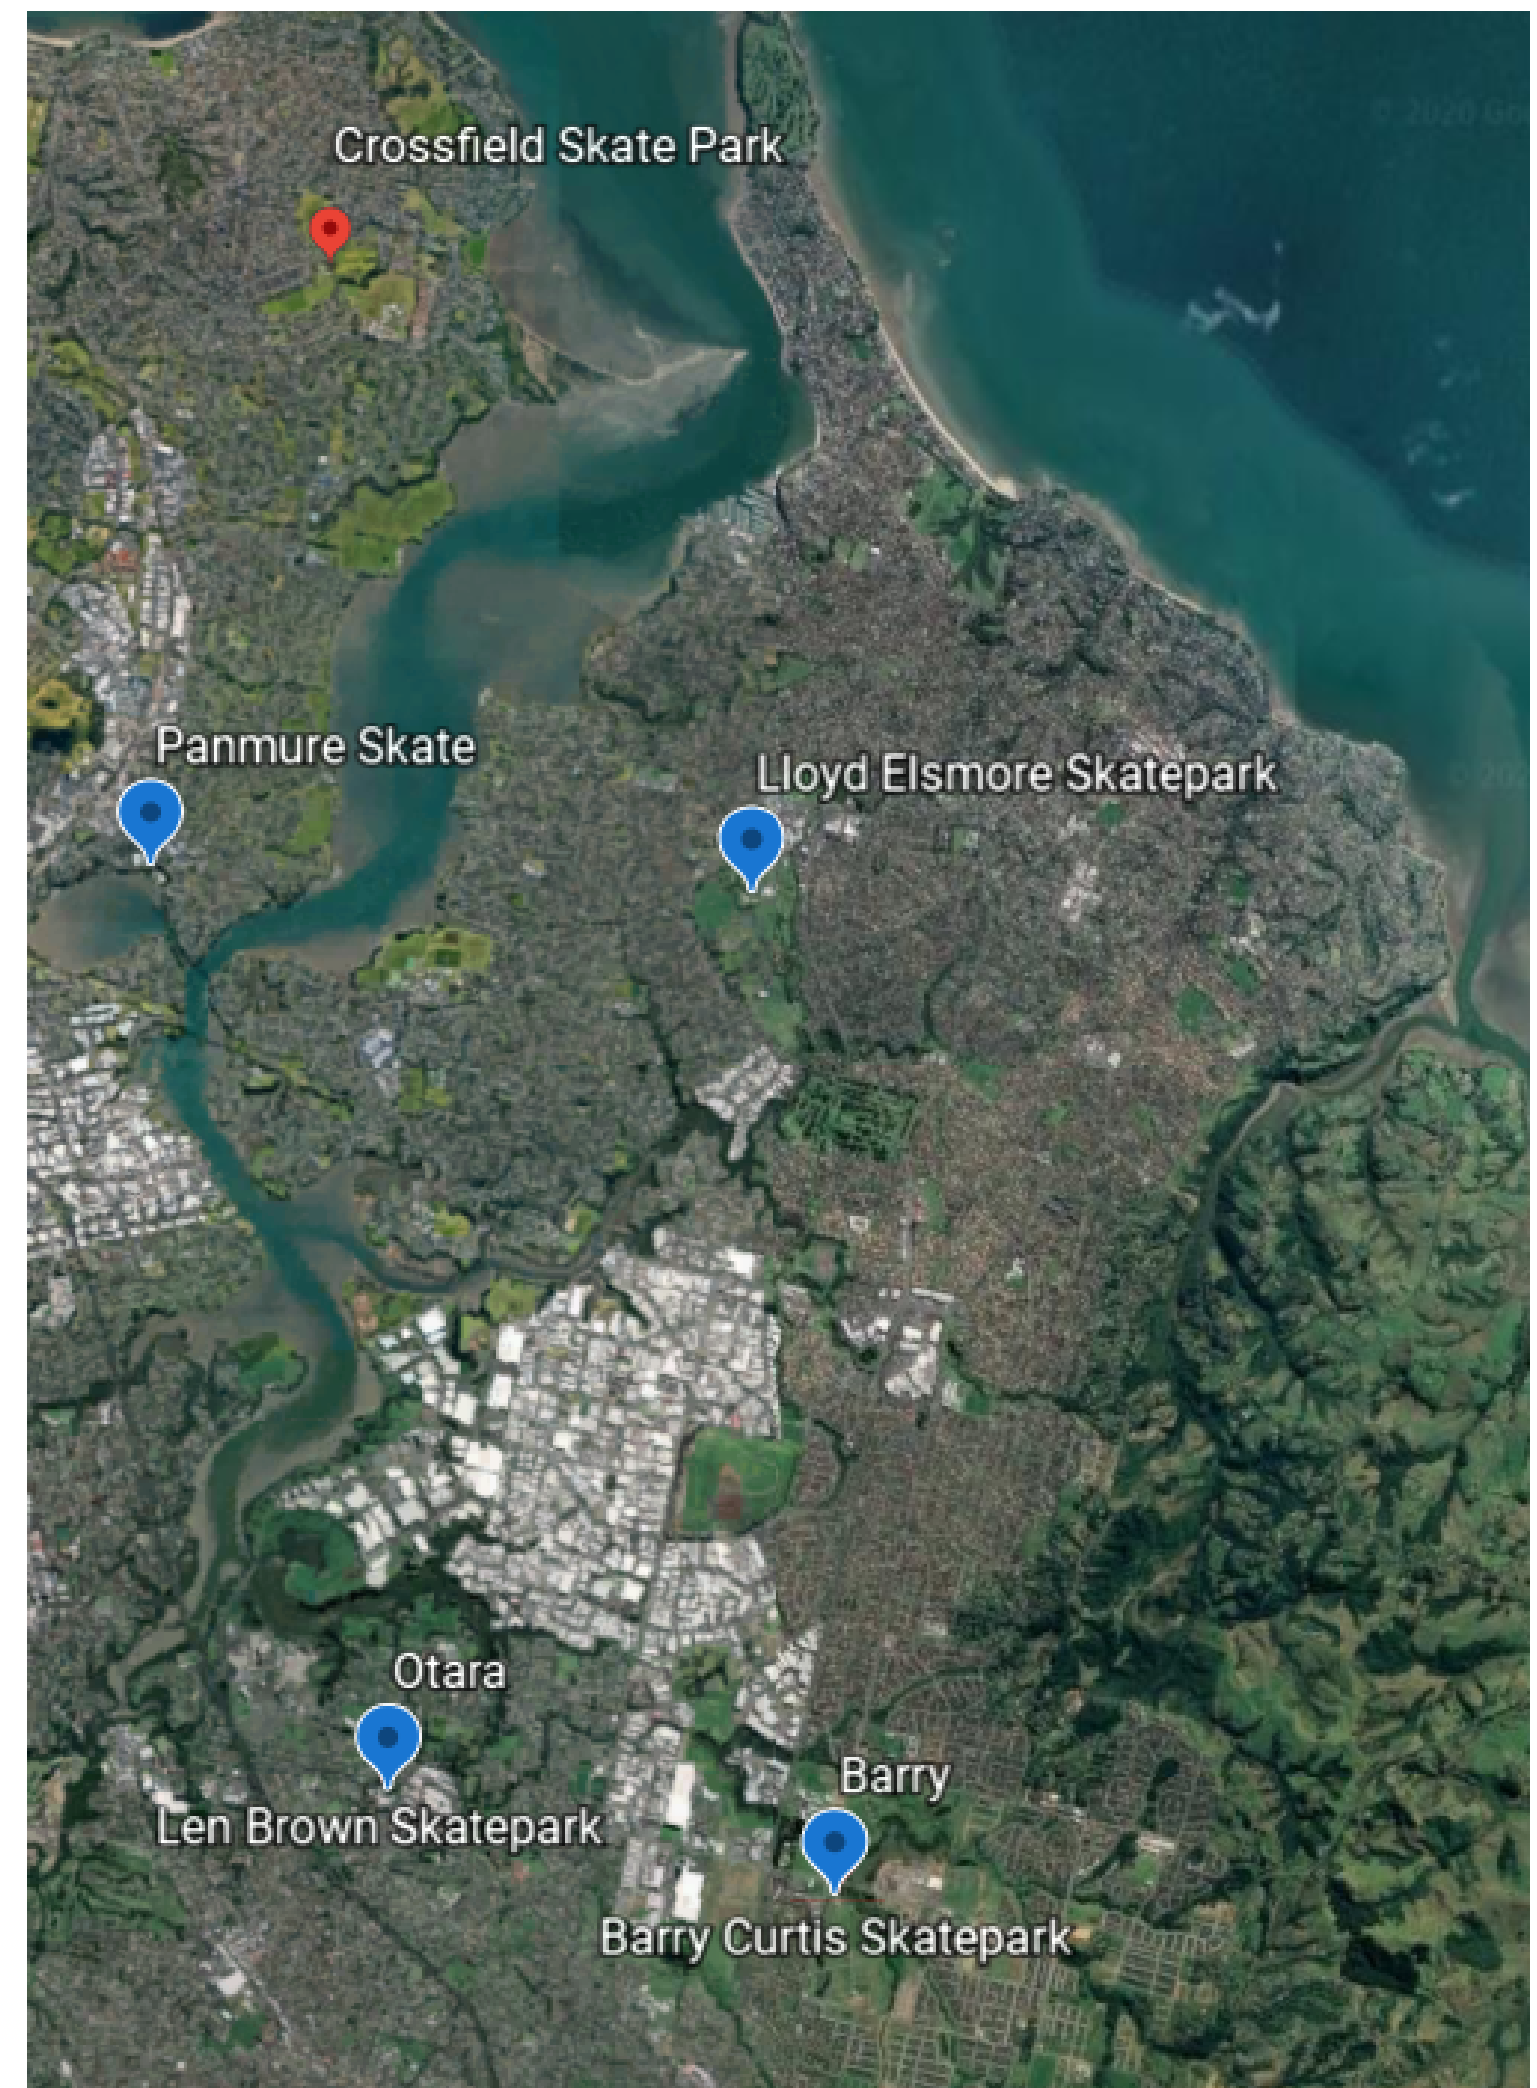 Crossfield Skate Park
Panmure Skate
Lloyd Elsmore Skatepark
Otara
Len Brown Skatepark
Barry
Barry Curtis Skatepark